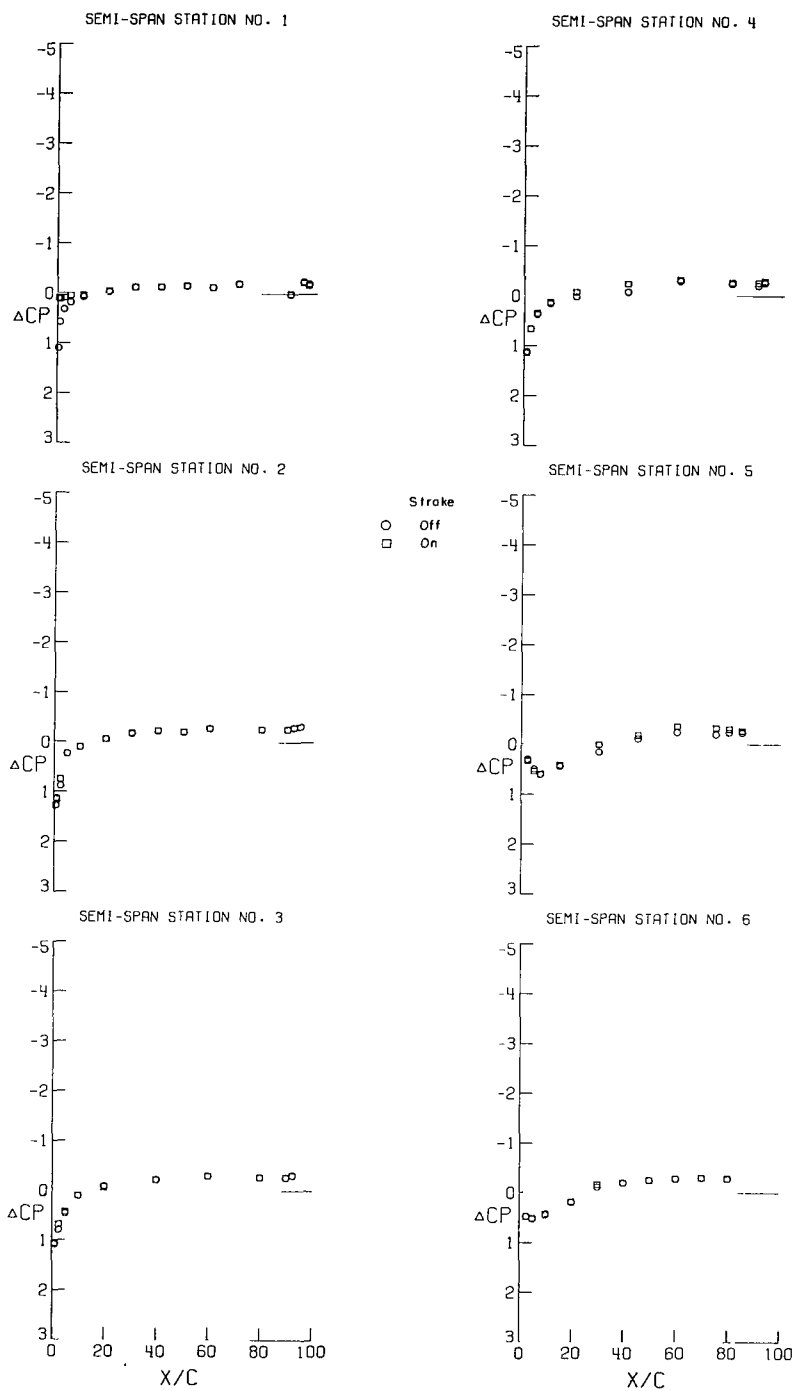 SEMI-SPAN STATION NO. 1
-5
-4
-3
-2
-1
0
ΔCP
1
2
3
SEMI-SPAN STATION NO. 4
-5
-4
-3
-2
-1
0
ΔCP
1
2
3
SEMI-SPAN STATION NO. 2
-5
-4
-3
-2
-1
0
ΔCP
1
2
3
Strake
Off
On
SEMI-SPAN STATION NO. 5
-5
-4
-3
-2
-1
0
ΔCP
1
2
3
SEMI-SPAN STATION NO. 3
-5
-4
-3
-2
-1
0
ΔCP
1
2
3
0 20 40 60 80 100
X/C
SEMI-SPAN STATION NO. 6
-5
-4
-3
-2
-1
0
ΔCP
1
2
3
0 20 40 60 80 100
X/C